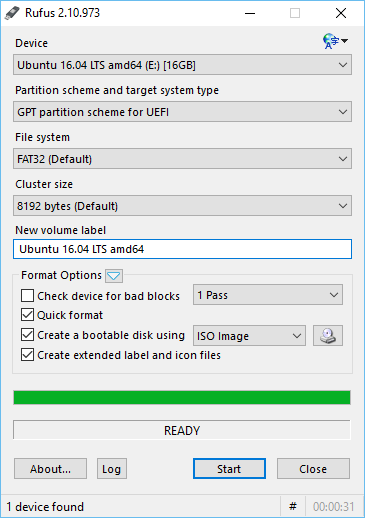 Rufus 2.10.973
Device
Ubuntu 16.04 LTS amd64 (E:) [16GB]
Partition scheme and target system type
GPT partition scheme for UEFI
File system
FAT32 (Default)
Cluster size
8192 bytes (Default)
New volume label
Ubuntu 16.04 LTS amd64
Format Options
Check device for bad blocks 1 Pass
Quick format
Create a bootable disk using ISO Image
Create extended label and icon files
READY
About... Log Start Close
1 device found # 00:00:31